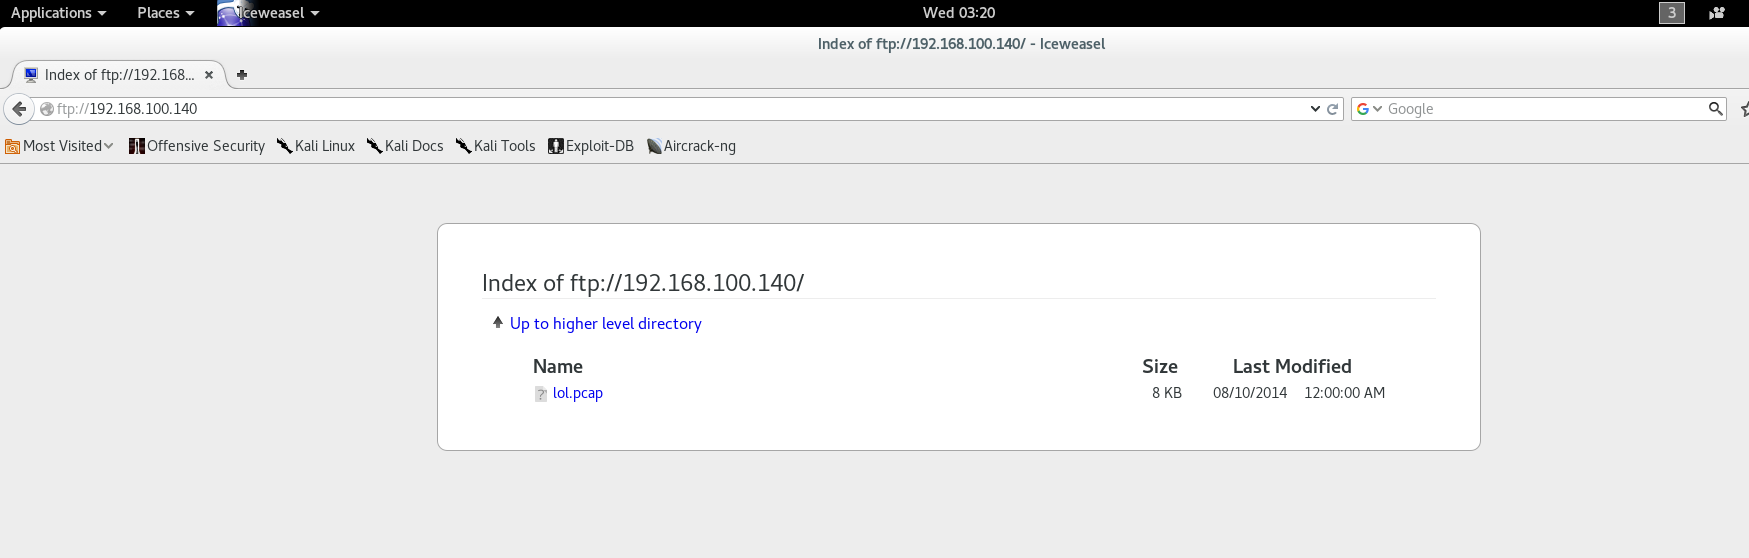 Applications Places Iceweasel Wed 03:20 3
Index of ftp://192.168.100.140/ - Iceweasel
Index of ftp://192.168...
ftp://192.168.100.140 Google
Most Visited Offensive Security Kali Linux Kali Docs Kali Tools Exploit-DB Aircrack-ng
Index of ftp://192.168.100.140/
Up to higher level directory
Name Size Last Modified
lol.pcap 8 KB 08/10/2014 12:00:00 AM